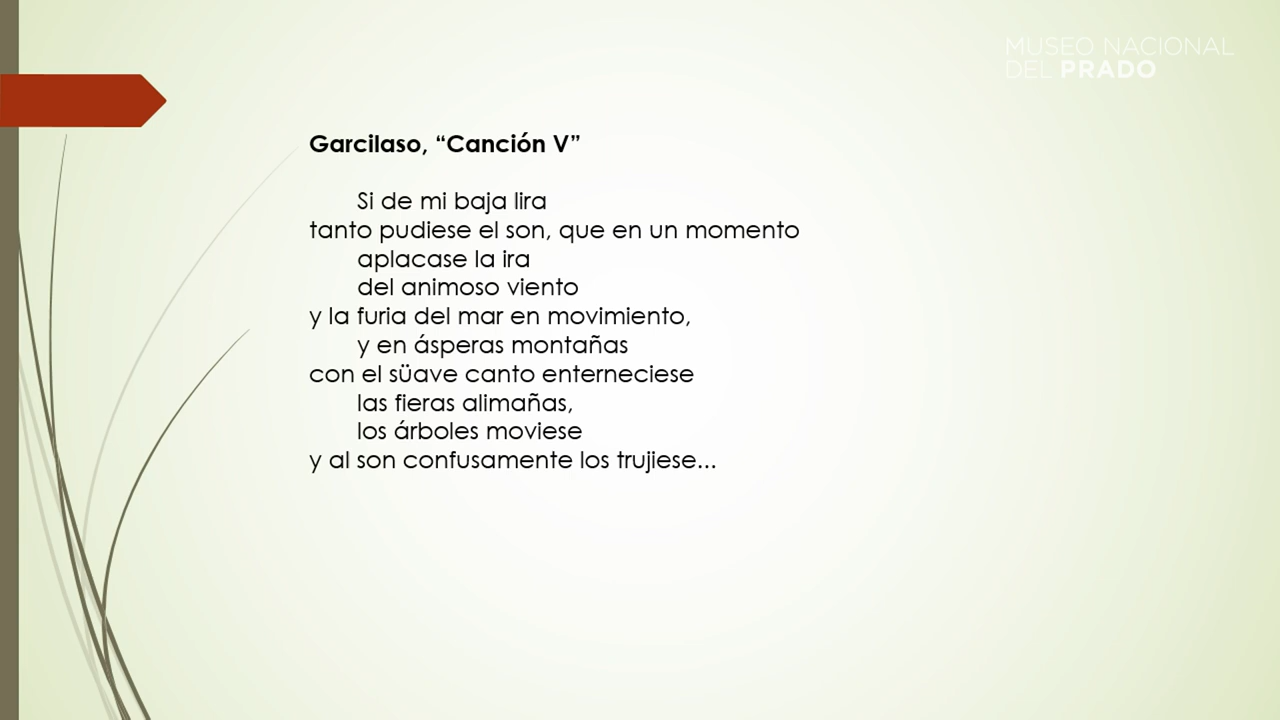 MUSEO NACIONAL
DEL PRADO
Garcilaso, “Canción V”
Si de mi baja lira
tanto pudiese el son, que en un momento
aplacase la ira
del animoso viento
y la furia del mar en movimiento,
y en ásperas montañas
con el süave canto enterneciese
las fieras alimañas,
los árboles moviese
y al son confusamente los trujiese...